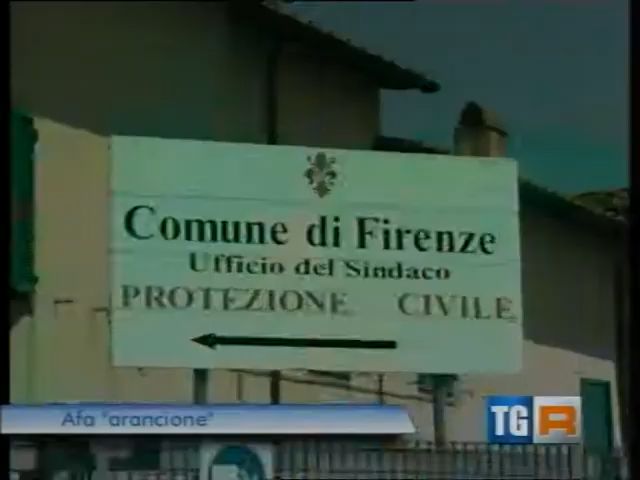 Comune di Firenze
Ufficio del Sindaco
PROTEZIONE CIVILE
Afa "arancione"
TGR